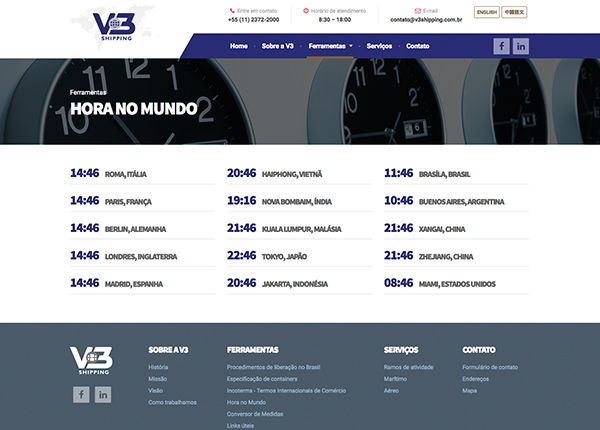 V3
SHIPPING
Entre em contato
+55 (11) 2372-2000
Horário de atendimento
8:30 – 18:00
E-mail
contato@v3shipping.com.br
ENGLISH
中國語文
Home
Sobre a V3
Ferramentas
Serviços
Contato
f
in
Ferramentas
HORA NO MUNDO
14:46 ROMA, ITÁLIA
20:46 HAIPHONG, VIETNÃ
11:46 BRASÍLA, BRASIL
14:46 PARIS, FRANÇA
19:16 NOVA BOMBAIM, ÍNDIA
10:46 BUENOS AIRES, ARGENTINA
14:46 BERLIN, ALEMANHA
21:46 KUALA LUMPUR, MALÁSIA
21:46 XANGAI, CHINA
14:46 LONDRES, INGLATERRA
22:46 TOKYO, JAPÃO
21:46 ZHEJIANG, CHINA
14:46 MADRID, ESPANHA
20:46 JAKARTA, INDONÉSIA
08:46 MIAMI, ESTADOS UNIDOS
V3
SHIPPING
f
in
SOBRE A V3
História
Missão
Visão
Como trabalhamos
FERRAMENTAS
Procedimentos de liberação no Brasil
Especificação de containers
Incoterms - Termos Internacionais de Comércio
Hora no Mundo
Conversor de Medidas
Links úteis
SERVIÇOS
Ramos de atividade
Marítimo
Aéreo
CONTATO
Formulário de contato
Endereços
Mapa